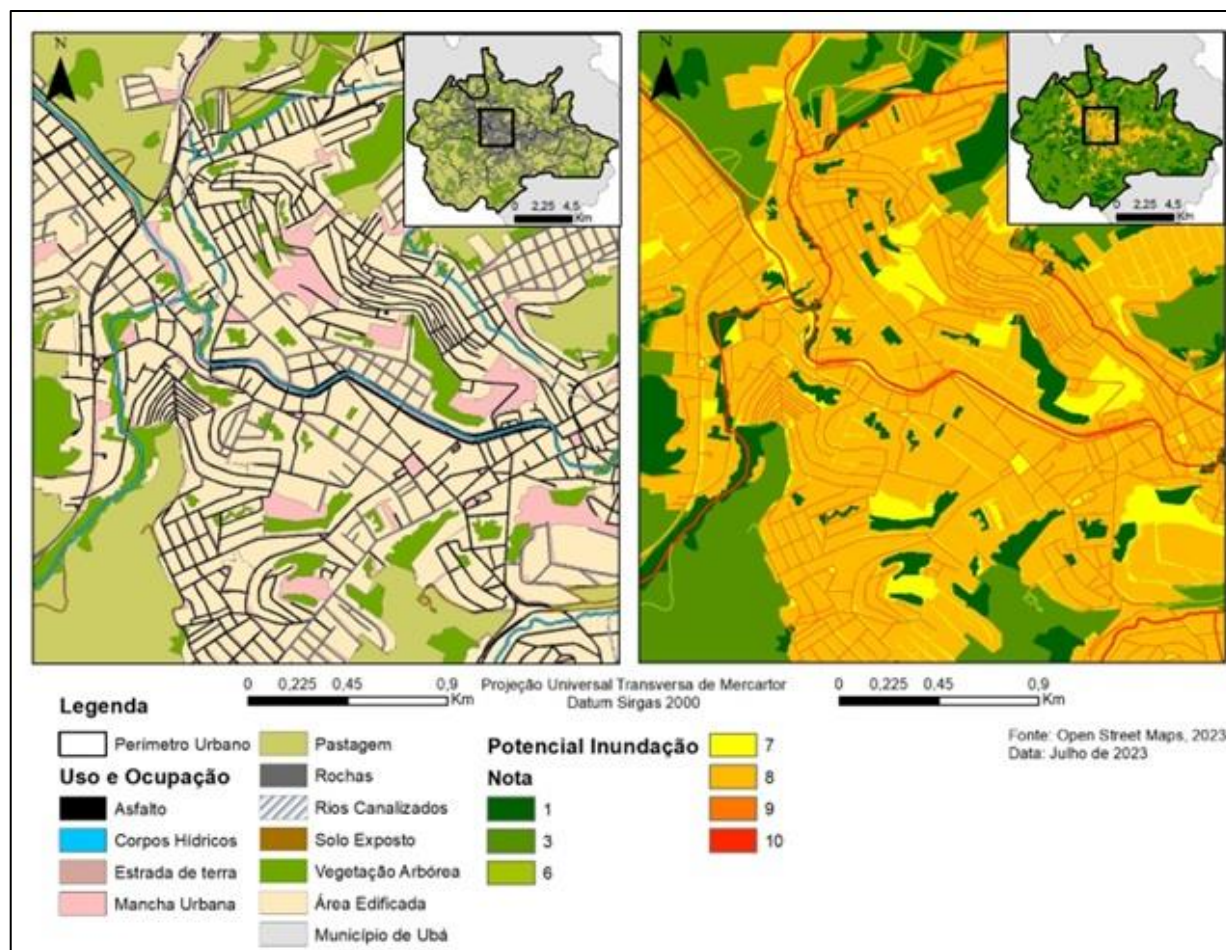 N
0 2,25 4,5
Km
N
0 2,25 4,5
Km
0 0,225 0,45 0,9
Km
Projeção Universal Transversa de Mercartor
Datum Sirgas 2000
0 0,225 0,45 0,9
Km
Legenda
Perímetro Urbano
Uso e Ocupação
Asfalto
Corpos Hídricos
Estrada de terra
Mancha Urbana
Pastagem
Rochas
Rios Canalizados
Solo Exposto
Vegetação Arbórea
Área Edificada
Município de Ubá
Potencial Inundação
Nota
1
3
6
7
8
9
10
Fonte: Open Street Maps, 2023
Data: Julho de 2023